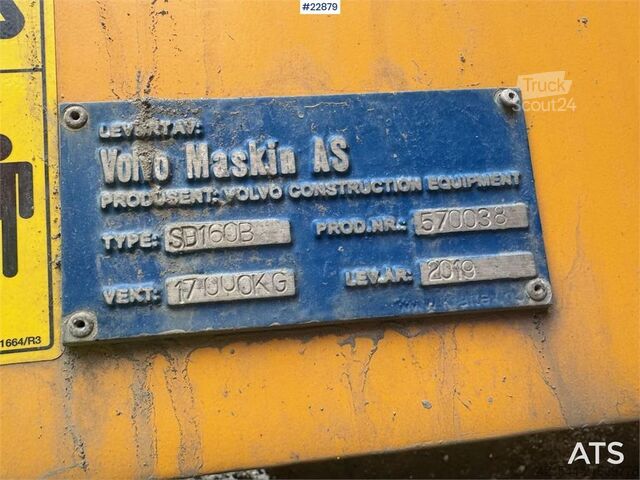 #22879
Truck
Scout24
LEVERT AV:
Volvo Maskin AS
PRODUSENT: VOLVO CONSTRUCTION EQUIPMENT
TYPE: SD160B PROD.NR.: 570038
VEKT: 17000KG LEV.ÅR: 2019
1664/R3
ATS